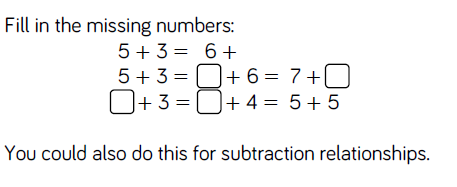 Fill in the missing numbers:
5 + 3 = 6 +
5 + 3 = □ + 6 = 7 + □
□ + 3 = □ + 4 = 5 + 5
You could also do this for subtraction relationships.